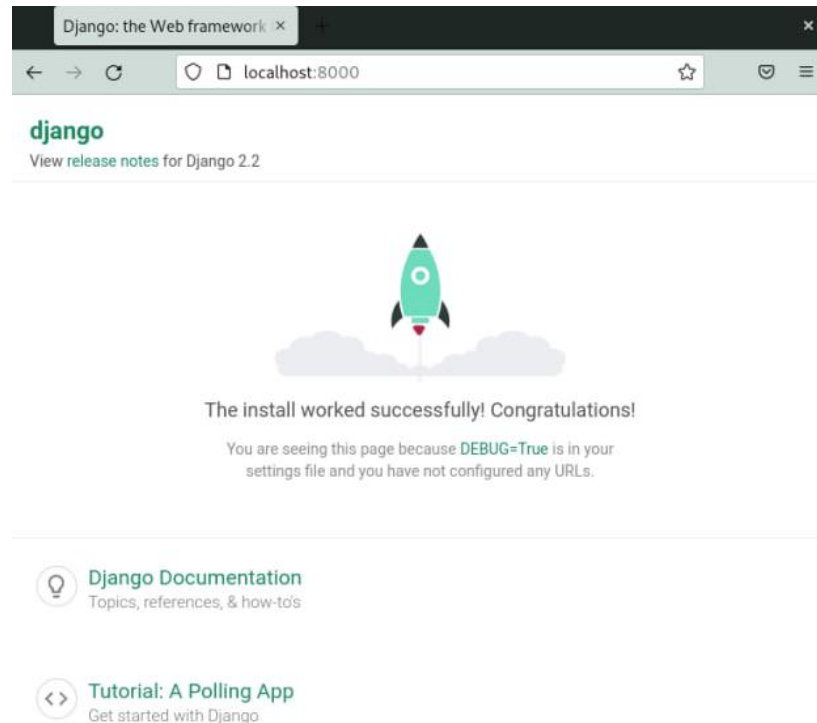 Django: the Web framework
localhost:8000
django
View release notes for Django 2.2
The install worked successfully! Congratulations!
You are seeing this page because DEBUG=True is in your
settings file and you have not configured any URLs.
Django Documentation
Topics, references, & how-to's
Tutorial: A Polling App
Get started with Django